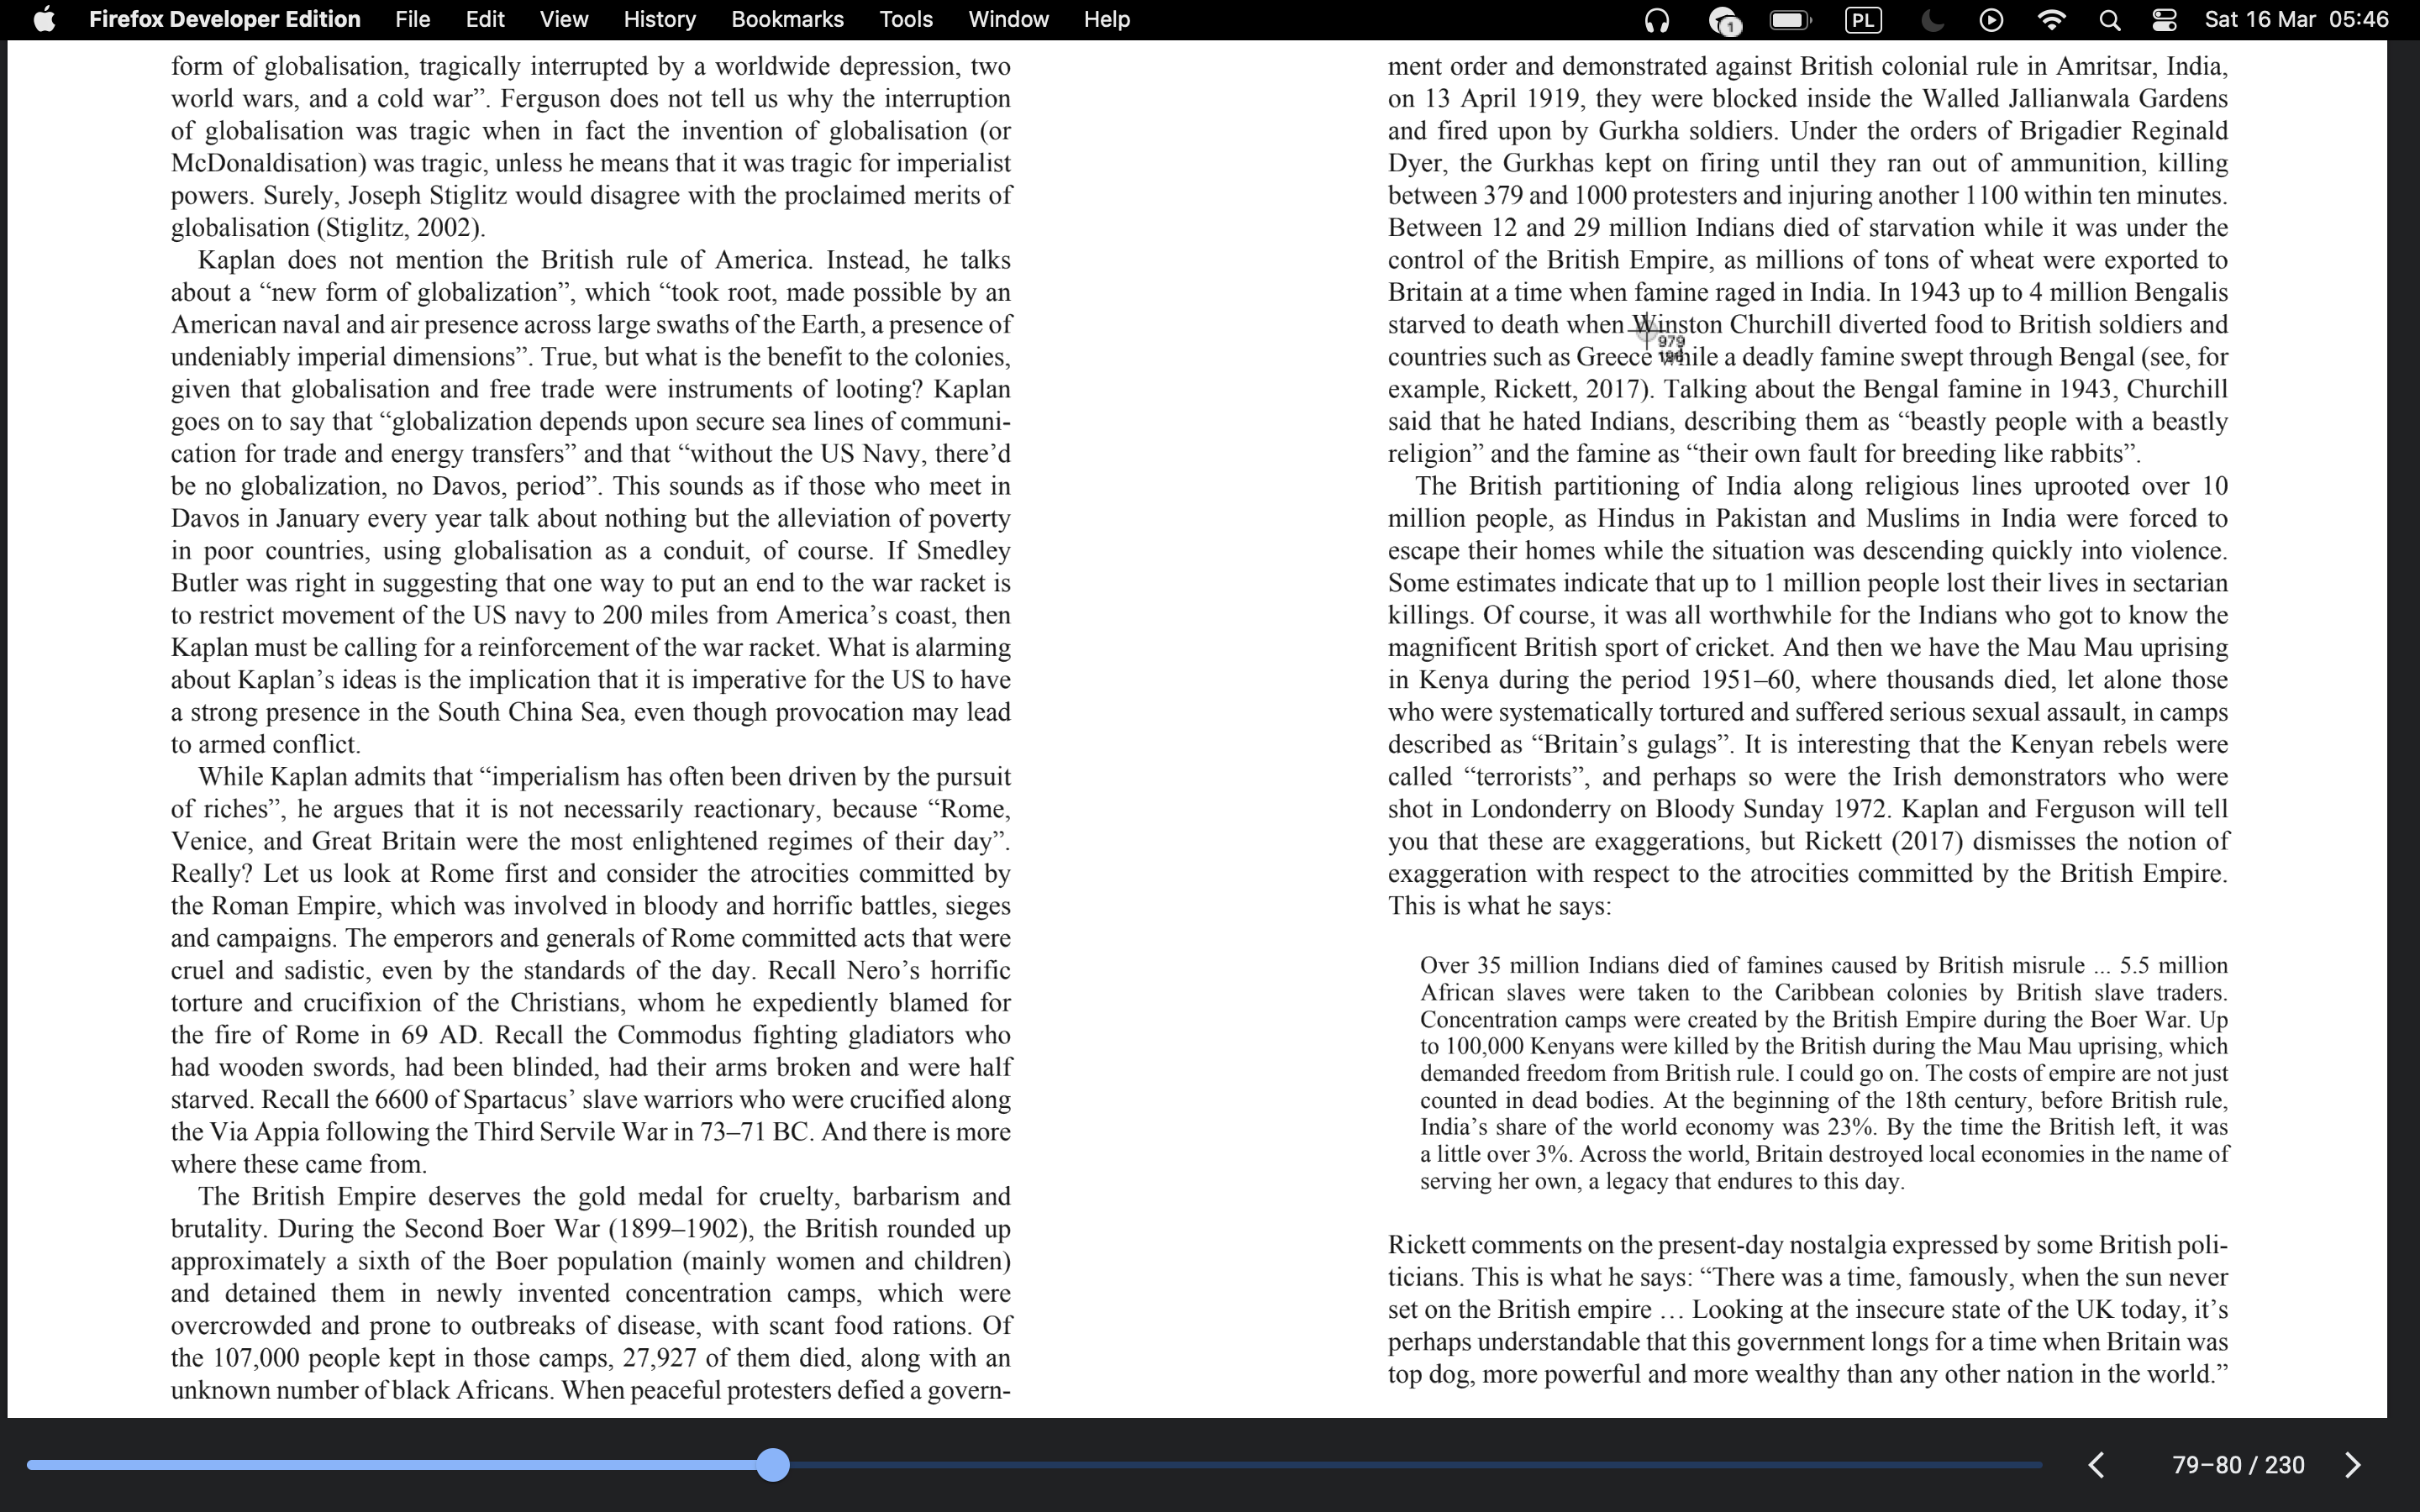 Firefox Developer Edition File Edit View History Bookmarks Tools Window Help 1 PL Sat 16 Mar 05:46
form of globalisation, tragically interrupted by a worldwide depression, two
world wars, and a cold war”. Ferguson does not tell us why the interruption
of globalisation was tragic when in fact the invention of globalisation (or
McDonaldisation) was tragic, unless he means that it was tragic for imperialist
powers. Surely, Joseph Stiglitz would disagree with the proclaimed merits of
globalisation (Stiglitz, 2002).
Kaplan does not mention the British rule of America. Instead, he talks
about a “new form of globalization”, which “took root, made possible by an
American naval and air presence across large swaths of the Earth, a presence of
undeniably imperial dimensions”. True, but what is the benefit to the colonies,
given that globalisation and free trade were instruments of looting? Kaplan
goes on to say that “globalization depends upon secure sea lines of communi-
cation for trade and energy transfers” and that “without the US Navy, there’d
be no globalization, no Davos, period”. This sounds as if those who meet in
Davos in January every year talk about nothing but the alleviation of poverty
in poor countries, using globalisation as a conduit, of course. If Smedley
Butler was right in suggesting that one way to put an end to the war racket is
to restrict movement of the US navy to 200 miles from America’s coast, then
Kaplan must be calling for a reinforcement of the war racket. What is alarming
about Kaplan’s ideas is the implication that it is imperative for the US to have
a strong presence in the South China Sea, even though provocation may lead
to armed conflict.
While Kaplan admits that “imperialism has often been driven by the pursuit
of riches”, he argues that it is not necessarily reactionary, because “Rome,
Venice, and Great Britain were the most enlightened regimes of their day”.
Really? Let us look at Rome first and consider the atrocities committed by
the Roman Empire, which was involved in bloody and horrific battles, sieges
and campaigns. The emperors and generals of Rome committed acts that were
cruel and sadistic, even by the standards of the day. Recall Nero’s horrific
torture and crucifixion of the Christians, whom he expediently blamed for
the fire of Rome in 69 AD. Recall the Commodus fighting gladiators who
had wooden swords, had been blinded, had their arms broken and were half
starved. Recall the 6600 of Spartacus’ slave warriors who were crucified along
the Via Appia following the Third Servile War in 73–71 BC. And there is more
where these came from.
The British Empire deserves the gold medal for cruelty, barbarism and
brutality. During the Second Boer War (1899–1902), the British rounded up
approximately a sixth of the Boer population (mainly women and children)
and detained them in newly invented concentration camps, which were
overcrowded and prone to outbreaks of disease, with scant food rations. Of
the 107,000 people kept in those camps, 27,927 of them died, along with an
unknown number of black Africans. When peaceful protesters defied a govern-
ment order and demonstrated against British colonial rule in Amritsar, India,
on 13 April 1919, they were blocked inside the Walled Jallianwala Gardens
and fired upon by Gurkha soldiers. Under the orders of Brigadier Reginald
Dyer, the Gurkhas kept on firing until they ran out of ammunition, killing
between 379 and 1000 protesters and injuring another 1100 within ten minutes.
Between 12 and 29 million Indians died of starvation while it was under the
control of the British Empire, as millions of tons of wheat were exported to
Britain at a time when famine raged in India. In 1943 up to 4 million Bengalis
starved to death when Winston Churchill diverted food to British soldiers and
979
countries such as Greece while a deadly famine swept through Bengal (see, for
example, Rickett, 2017). Talking about the Bengal famine in 1943, Churchill
said that he hated Indians, describing them as “beastly people with a beastly
religion” and the famine as “their own fault for breeding like rabbits”.
The British partitioning of India along religious lines uprooted over 10
million people, as Hindus in Pakistan and Muslims in India were forced to
escape their homes while the situation was descending quickly into violence.
Some estimates indicate that up to 1 million people lost their lives in sectarian
killings. Of course, it was all worthwhile for the Indians who got to know the
magnificent British sport of cricket. And then we have the Mau Mau uprising
in Kenya during the period 1951–60, where thousands died, let alone those
who were systematically tortured and suffered serious sexual assault, in camps
described as “Britain’s gulags”. It is interesting that the Kenyan rebels were
called “terrorists”, and perhaps so were the Irish demonstrators who were
shot in Londonderry on Bloody Sunday 1972. Kaplan and Ferguson will tell
you that these are exaggerations, but Rickett (2017) dismisses the notion of
exaggeration with respect to the atrocities committed by the British Empire.
This is what he says:
Over 35 million Indians died of famines caused by British misrule ... 5.5 million
African slaves were taken to the Caribbean colonies by British slave traders.
Concentration camps were created by the British Empire during the Boer War. Up
to 100,000 Kenyans were killed by the British during the Mau Mau uprising, which
demanded freedom from British rule. I could go on. The costs of empire are not just
counted in dead bodies. At the beginning of the 18th century, before British rule,
India’s share of the world economy was 23%. By the time the British left, it was
a little over 3%. Across the world, Britain destroyed local economies in the name of
serving her own, a legacy that endures to this day.
Rickett comments on the present-day nostalgia expressed by some British poli-
ticians. This is what he says: “There was a time, famously, when the sun never
set on the British empire … Looking at the insecure state of the UK today, it’s
perhaps understandable that this government longs for a time when Britain was
top dog, more powerful and more wealthy than any other nation in the world.”
79–80 / 230